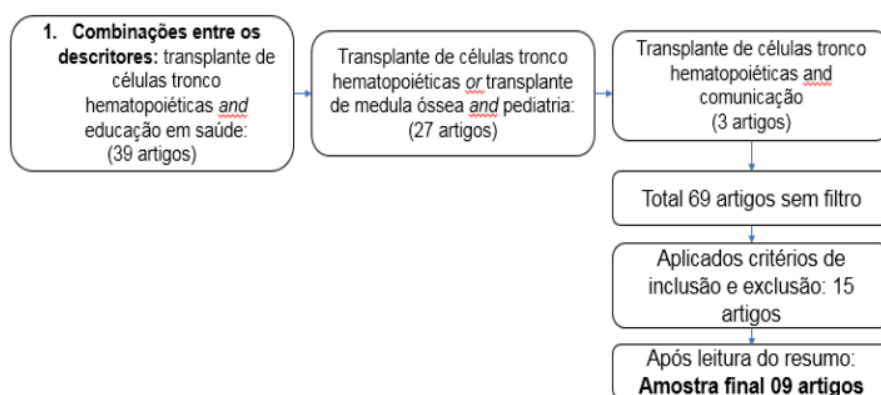 1. Combinações entre os
descritores: transplante de
células tronco
hematopoiéticas and
educação em saúde:
(39 artigos)
Transplante de células tronco
hematopoiéticas or transplante
de medula óssea and pediatria:
(27 artigos)
Transplante de células tronco
hematopoiéticas and
comunicação
(3 artigos)
Total 69 artigos sem filtro
Aplicados critérios de
inclusão e exclusão: 15
artigos
Após leitura do resumo:
Amostra final 09 artigos